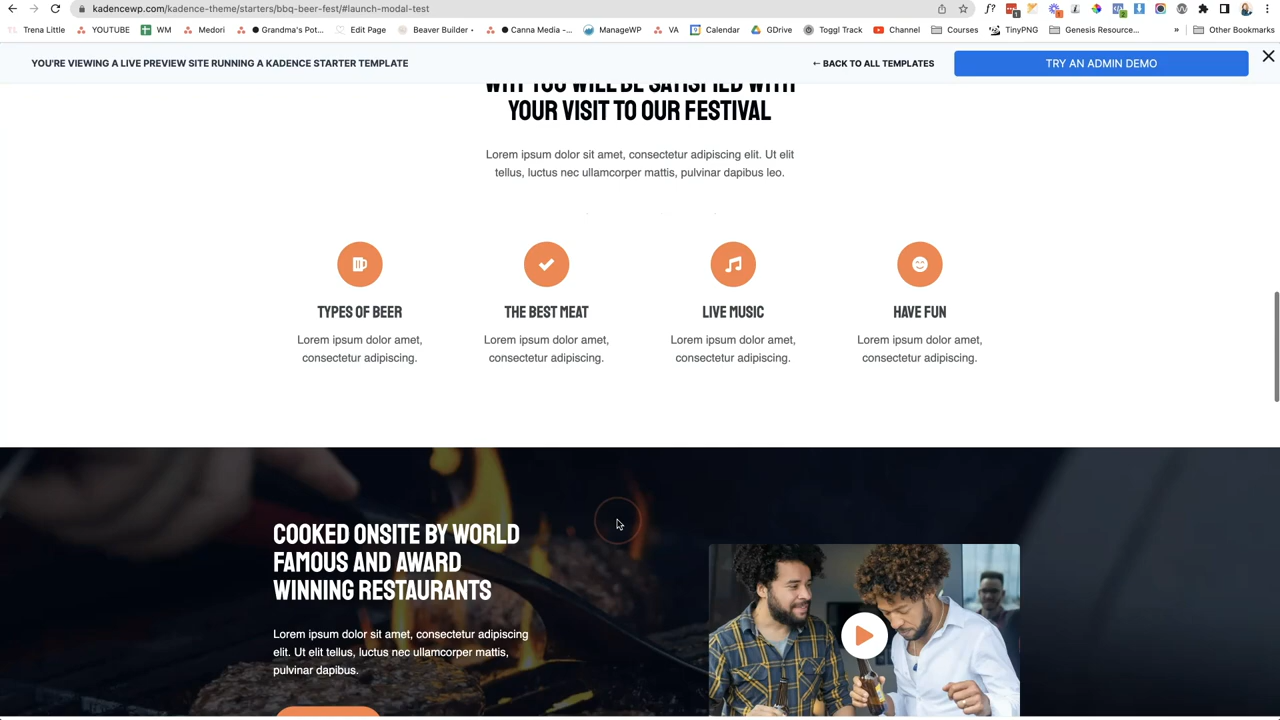 kadencewp.com/kadence-theme/starters/bbq-beer-fest/#launch-modal-test
Trena Little YOUTUBE WM Medori Grandma's Pot... Edit Page Beaver Builder Canna Media -... ManageWP Calendar VA GDrive Toggl Track Channel Courses TinyPNG Genesis Resource... » Other Bookmarks
YOU'RE VIEWING A LIVE PREVIEW SITE RUNNING A KADENCE STARTER TEMPLATE
← BACK TO ALL TEMPLATES
TRY AN ADMIN DEMO
WHY YOU WILL BE SATISFIED WITH
YOUR VISIT TO OUR FESTIVAL
Lorem ipsum dolor sit amet, consectetur adipiscing elit. Ut elit
tellus, luctus nec ullamcorper mattis, pulvinar dapibus leo.
TYPES OF BEER
Lorem ipsum dolor amet,
consectetur adipiscing.
THE BEST MEAT
Lorem ipsum dolor amet,
consectetur adipiscing.
LIVE MUSIC
Lorem ipsum dolor amet,
consectetur adipiscing.
HAVE FUN
Lorem ipsum dolor amet,
consectetur adipiscing.
COOKED ONSITE BY WORLD
FAMOUS AND AWARD
WINNING RESTAURANTS
Lorem ipsum dolor sit amet, consectetur adipiscing
elit. Ut elit tellus, luctus nec ullamcorper mattis,
pulvinar dapibus.